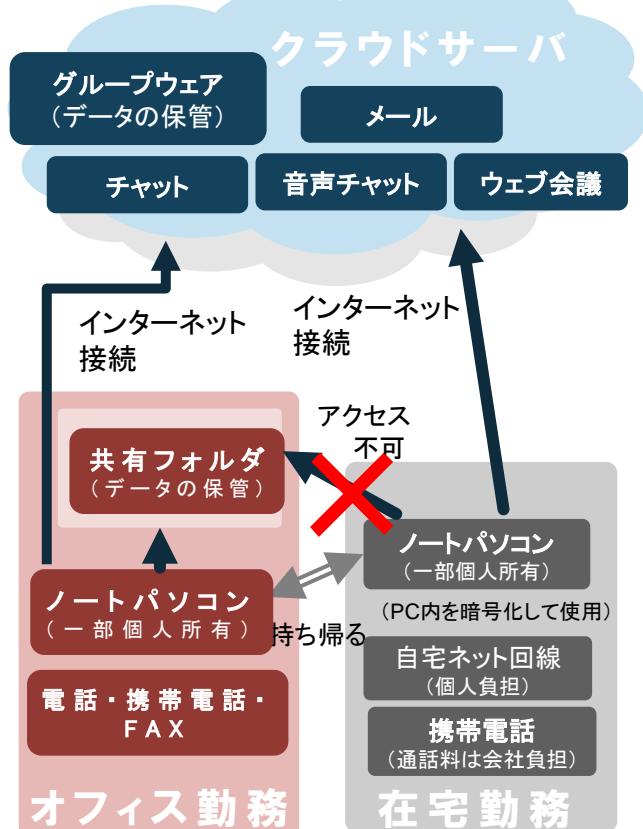 クラウドサーバ
グループウェア
（データの保管）
メール
チャット
音声チャット
ウェブ会議
インターネット
接続
インターネット
接続
アクセス
不可
共有フォルダ
（データの保管）
ノートパソコン
（一部個人所有）
持ち帰る
ノートパソコン
（一部個人所有）
（PC内を暗号化して使用）
自宅ネット回線
（個人負担）
電話・携帯電話・
FAX
携帯電話
（通話料は会社負担）
オフィス勤務
在宅勤務